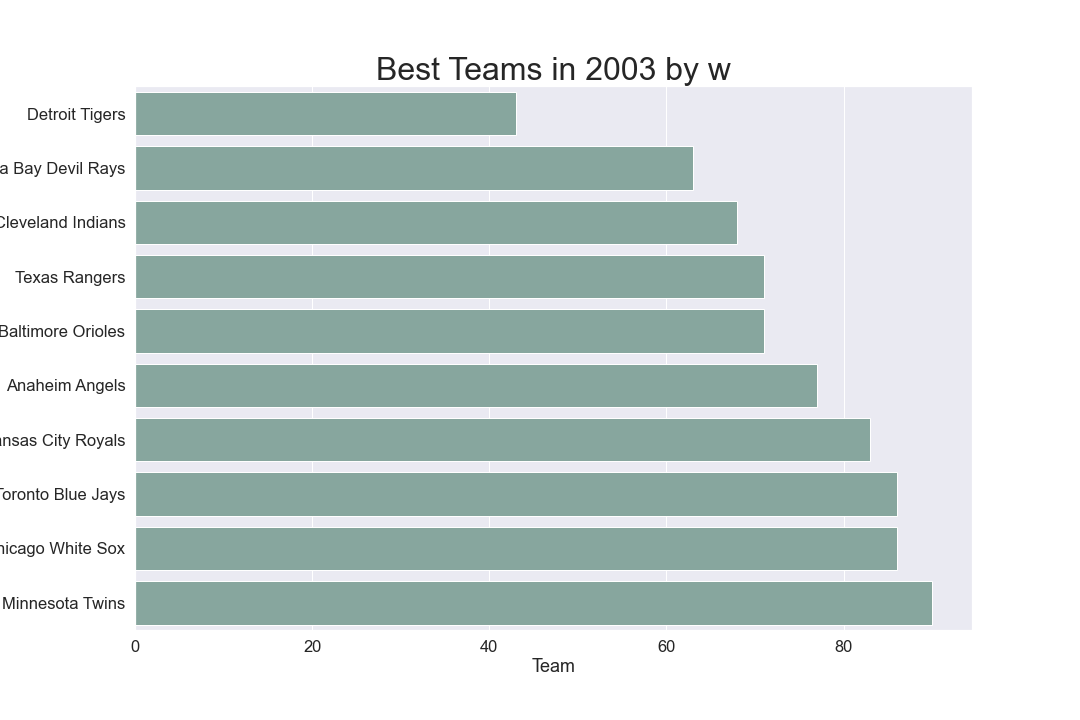 Best Teams in 2003 by w
Detroit Tigers
a Bay Devil Rays
Cleveland Indians
Texas Rangers
Baltimore Orioles
Anaheim Angels
ansas City Royals
Toronto Blue Jays
hicago White Sox
Minnesota Twins
0 20 40 60 80
Team